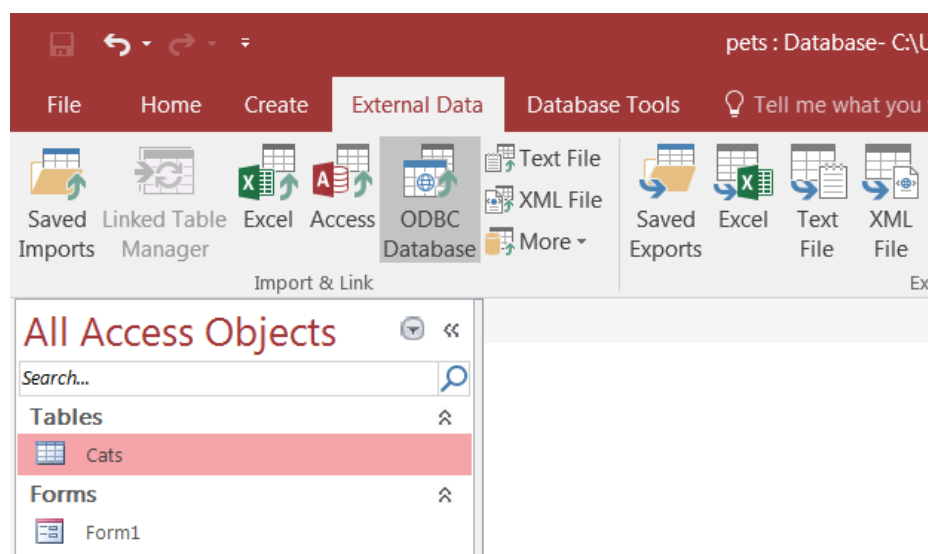 pets : Database- C:\U
File Home Create External Data Database Tools Tell me what you
Saved Imports
Linked Table Manager
Excel
Access
ODBC Database
Text File
XML File
More
Import & Link
Saved Exports
Excel
Text File
XML File
Ex
All Access Objects
Search...
Tables
Cats
Forms
Form1